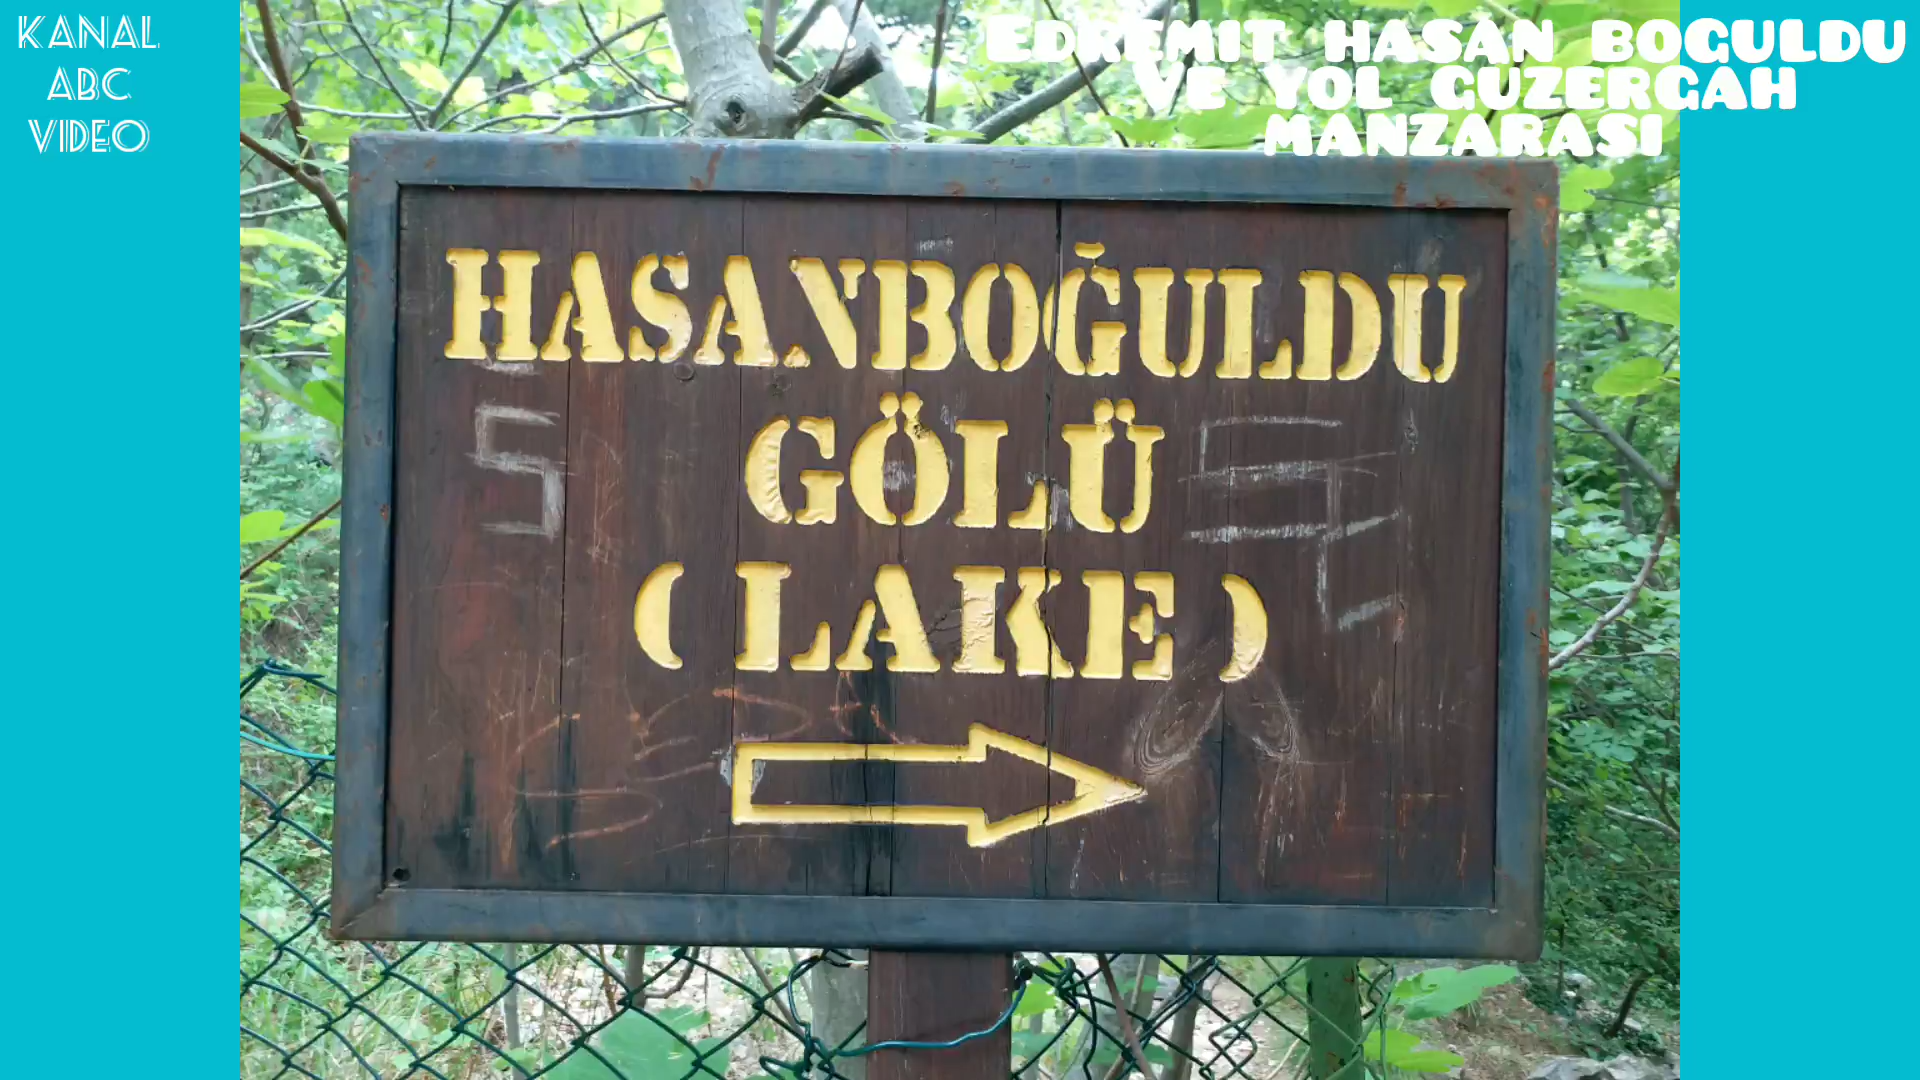 KANAL
ABC
VIDEO
EDREMIT HASAN BOGULDU
VE YOL GUZERGAH
MANZARASI
HASANBOĞULDU
GÖLÜ
(LAKE)